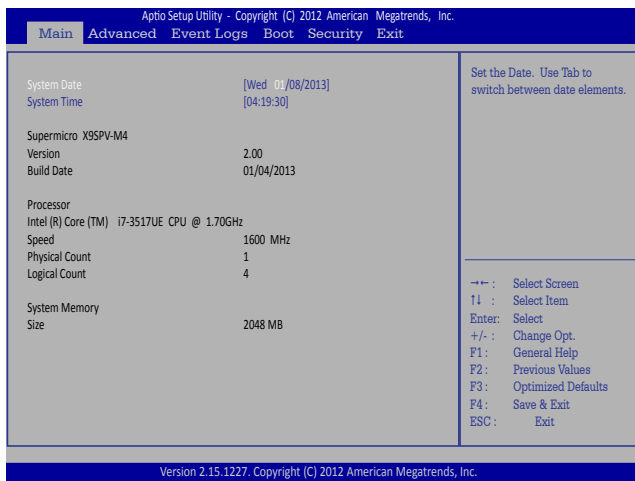 Aptio Setup Utility - Copyright (C) 2012 American Megatrends, Inc.
Main Advanced Event Logs Boot Security Exit
System Date [Wed 01/08/2013]
System Time [04:19:30]
Supermicro X9SPV-M4
Version 2.00
Build Date 01/04/2013
Processor
Intel (R) Core (TM) i7-3517UE CPU @ 1.70GHz
Speed 1600 MHz
Physical Count 1
Logical Count 4
System Memory
Size 2048 MB
Set the Date. Use Tab to
switch between date elements.
→← : Select Screen
↑↓ : Select Item
Enter: Select
+/- : Change Opt.
F1 : General Help
F2 : Previous Values
F3 : Optimized Defaults
F4 : Save & Exit
ESC : Exit
Version 2.15.1227. Copyright (C) 2012 American Megatrends, Inc.